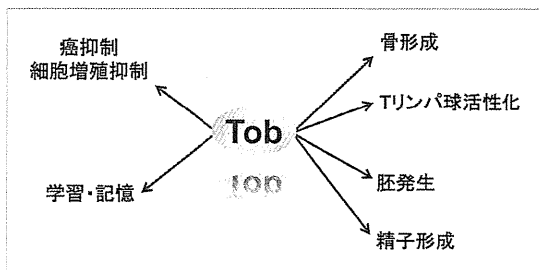 癌抑制
細胞増殖抑制
学習・記憶
Tob
骨形成
Tリンパ球活性化
胚発生
精子形成